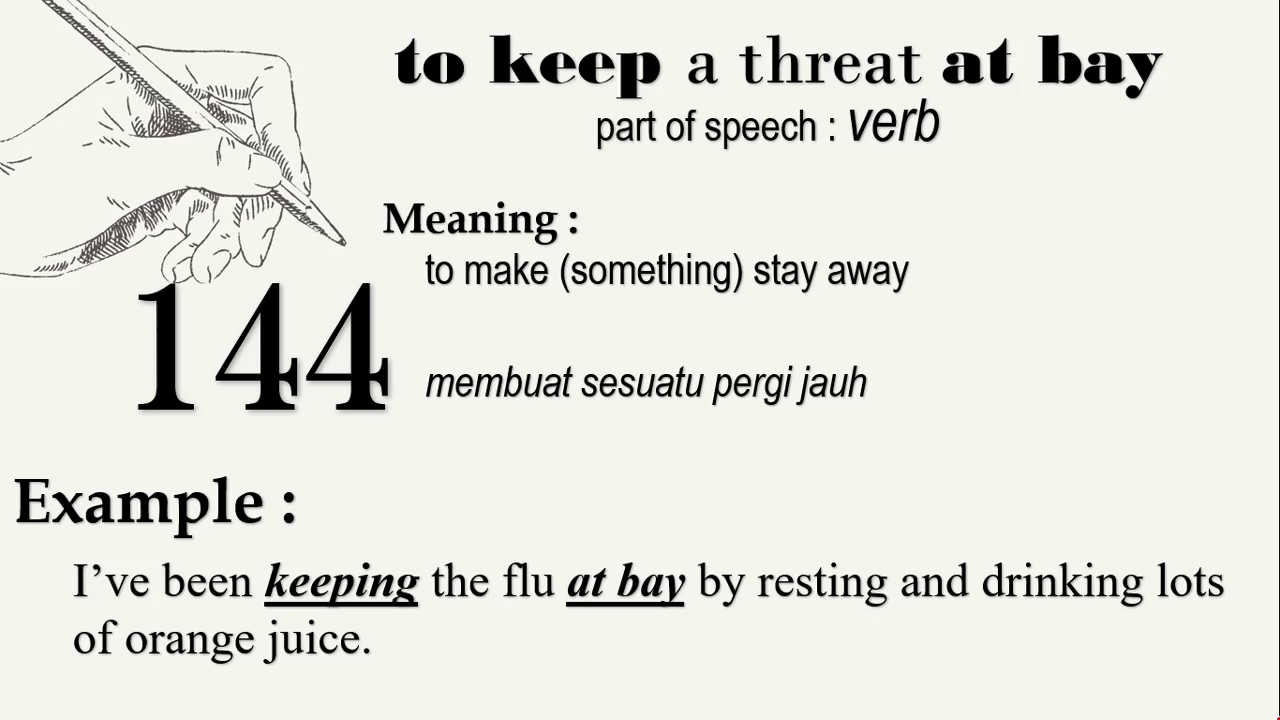 to keep a threat at bay
part of speech : verb
Meaning :
to make (something) stay away
144
membuat sesuatu pergi jauh
Example :
I’ve been keeping the flu at bay by resting and drinking lots
of orange juice.